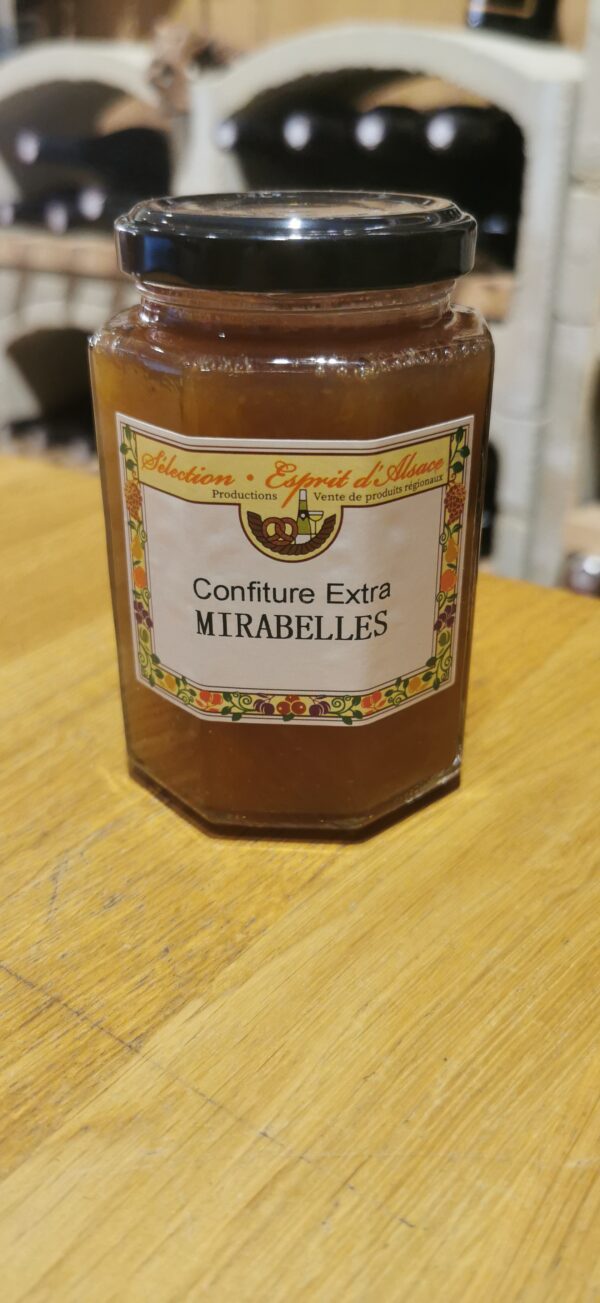 Sélection • Esprit d'Alsace
Productions Vente de produits régionaux
Confiture Extra
MIRABELLES